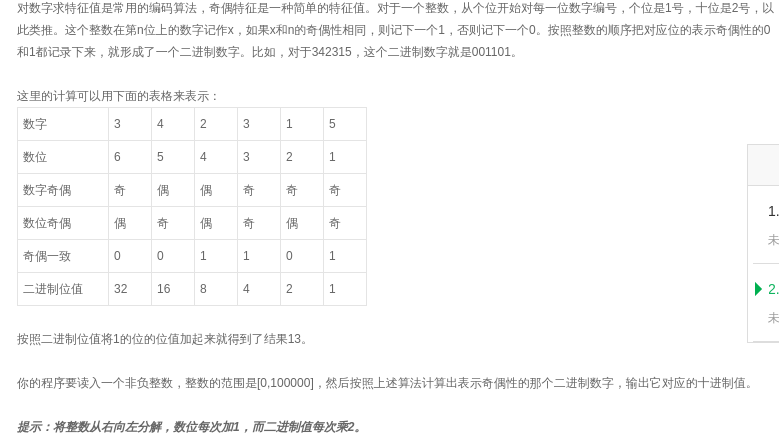 对数字求特征值是常用的编码算法，奇偶特征是一种简单的特征值。对于一个整数，从个位开始对每一位数字编号，个位是1号，十位是2号，以
此类推。这个整数在第n位上的数字记作x，如果x和n的奇偶性相同，则记下一个1，否则记下一个0。按照整数的顺序把对应位的表示奇偶性的0
和1都记录下来，就形成了一个二进制数字。比如，对于342315，这个二进制数字就是001101。
这里的计算可以用下面的表格来表示：
数字 3 4 2 3 1 5
数位 6 5 4 3 2 1
数字奇偶 奇 偶 偶 奇 奇 奇
数位奇偶 偶 奇 偶 奇 偶 奇
奇偶一致 0 0 1 1 0 1
二进制位值 32 16 8 4 2 1
按照二进制位值将1的位的位值加起来就得到了结果13。
你的程序要读入一个非负整数，整数的范围是[0,100000]，然后按照上述算法计算出表示奇偶性的那个二进制数字，输出它对应的十进制值。
提示：将整数从右向左分解，数位每次加1，而二进制值每次乘2。
1.
未
2.
未